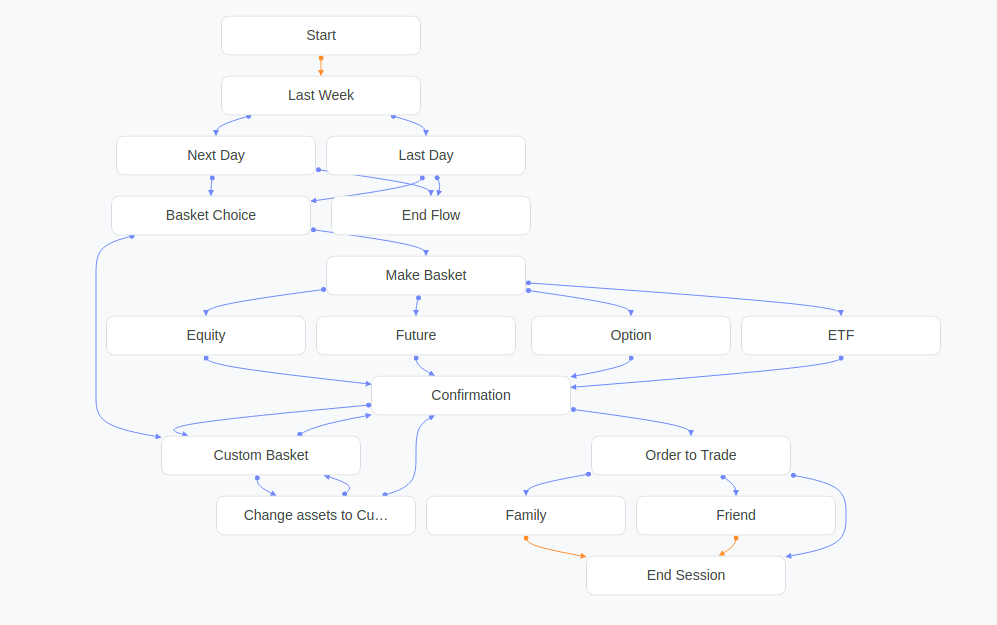 Start
Last Week
Next Day
Last Day
Basket Choice
End Flow
Make Basket
Equity
Future
Option
ETF
Confirmation
Custom Basket
Order to Trade
Change assets to Cu...
Family
Friend
End Session